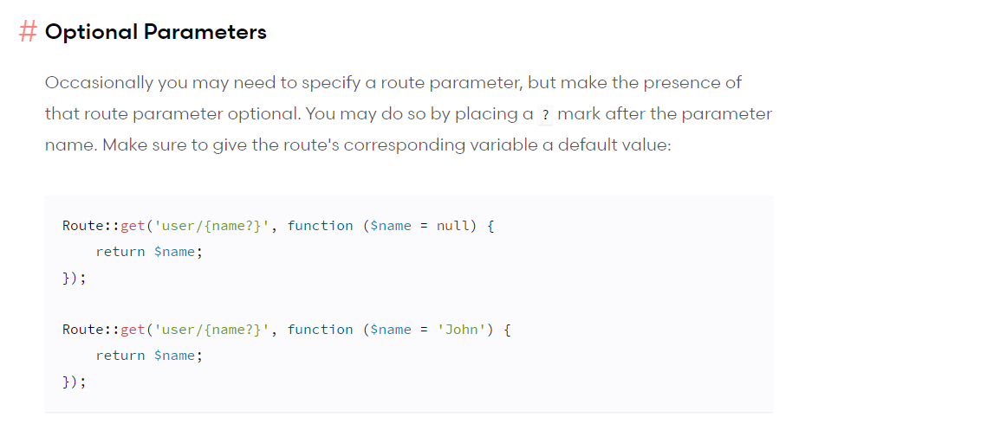 # Optional Parameters
Occasionally you may need to specify a route parameter, but make the presence of
that route parameter optional. You may do so by placing a ? mark after the parameter
name. Make sure to give the route's corresponding variable a default value:
Route::get('user/{name?}', function ($name = null) {
    return $name;
});
Route::get('user/{name?}', function ($name = 'John') {
    return $name;
});